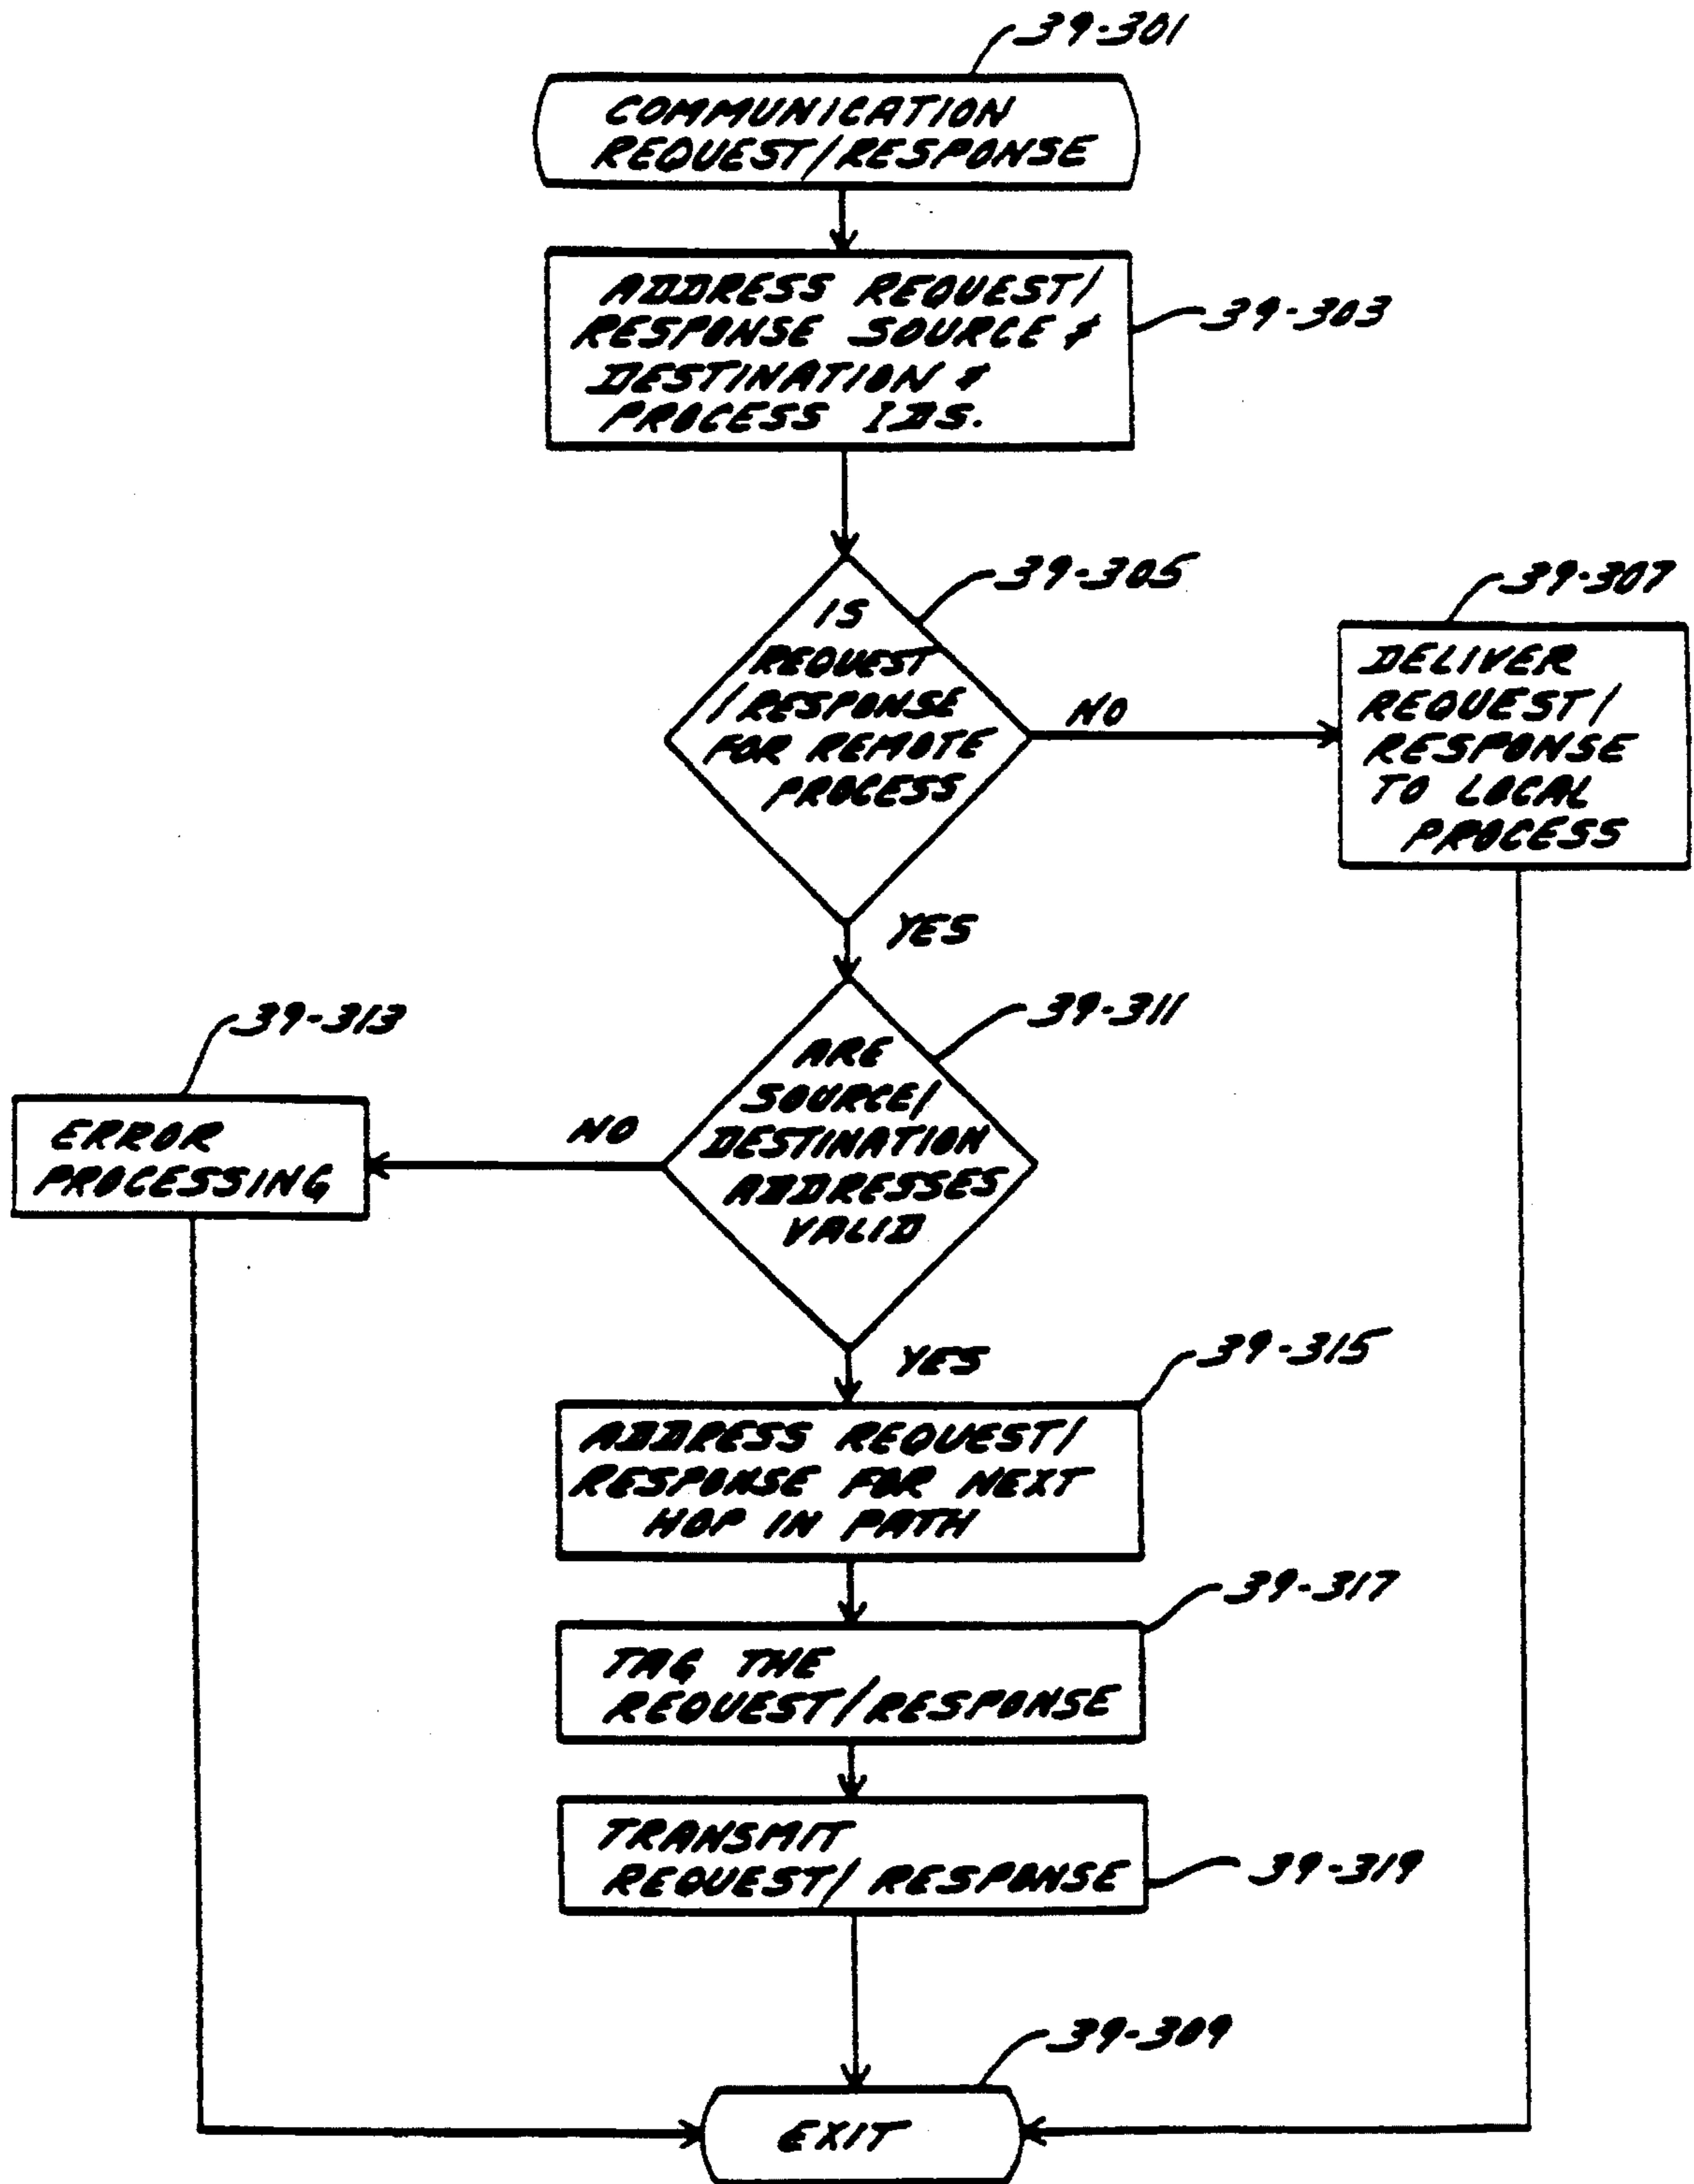 39-301
COMMUNICATION
REQUEST/RESPONSE
ADDRESS REQUEST/
RESPONSE SOURCE &
DESTINATION &
PROCESS IDS.
39-303
39-305
IS
REQUEST
/RESPONSE
FOR REMOTE
PROCESS
NO
39-307
DELIVER
REQUEST/
RESPONSE
TO LOCAL
PROCESS
YES
39-311
ARE
SOURCE/
DESTINATION
ADDRESSES
VALID
NO
39-313
ERROR
PROCESSING
YES
39-315
ADDRESS REQUEST/
RESPONSE FOR NEXT
HOP IN PATH
39-317
TAG THE
REQUEST/RESPONSE
TRANSMIT
REQUEST/RESPONSE
39-319
39-309
EXIT